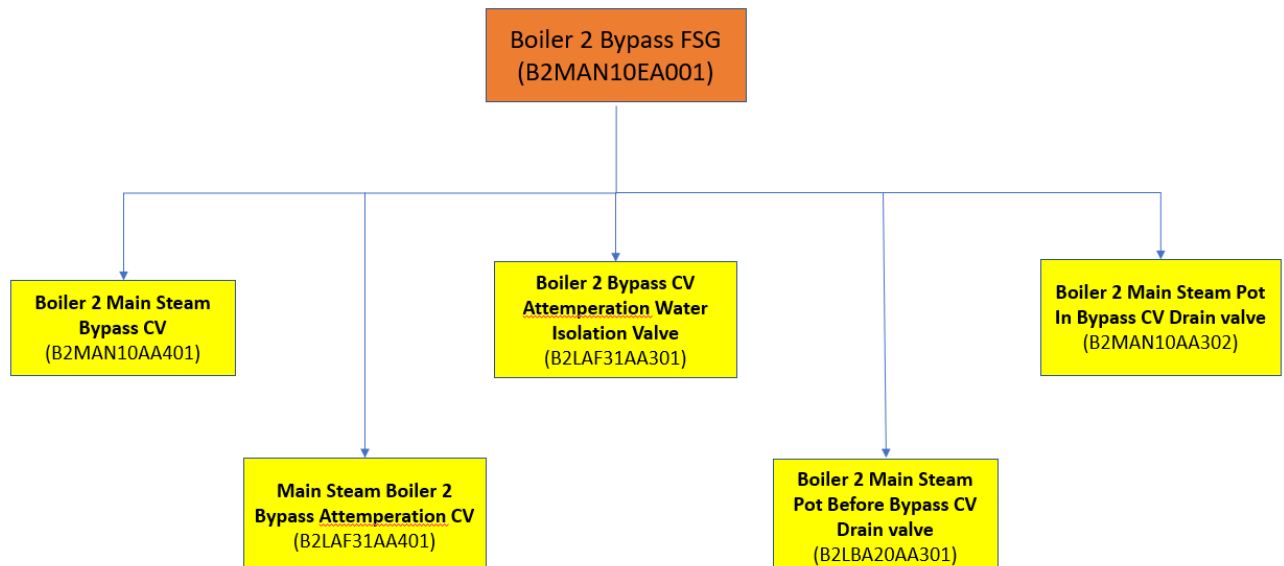 Boiler 2 Bypass FSG
(B2MAN10EA001)
Boiler 2 Main Steam
Bypass CV
(B2MAN10AA401)
Boiler 2 Bypass CV
Attemperation Water
Isolation Valve
(B2LAF31AA301)
Boiler 2 Main Steam Pot
In Bypass CV Drain valve
(B2MAN10AA302)
Main Steam Boiler 2
Bypass Attemperation CV
(B2LAF31AA401)
Boiler 2 Main Steam
Pot Before Bypass CV
Drain valve
(B2LBA20AA301)